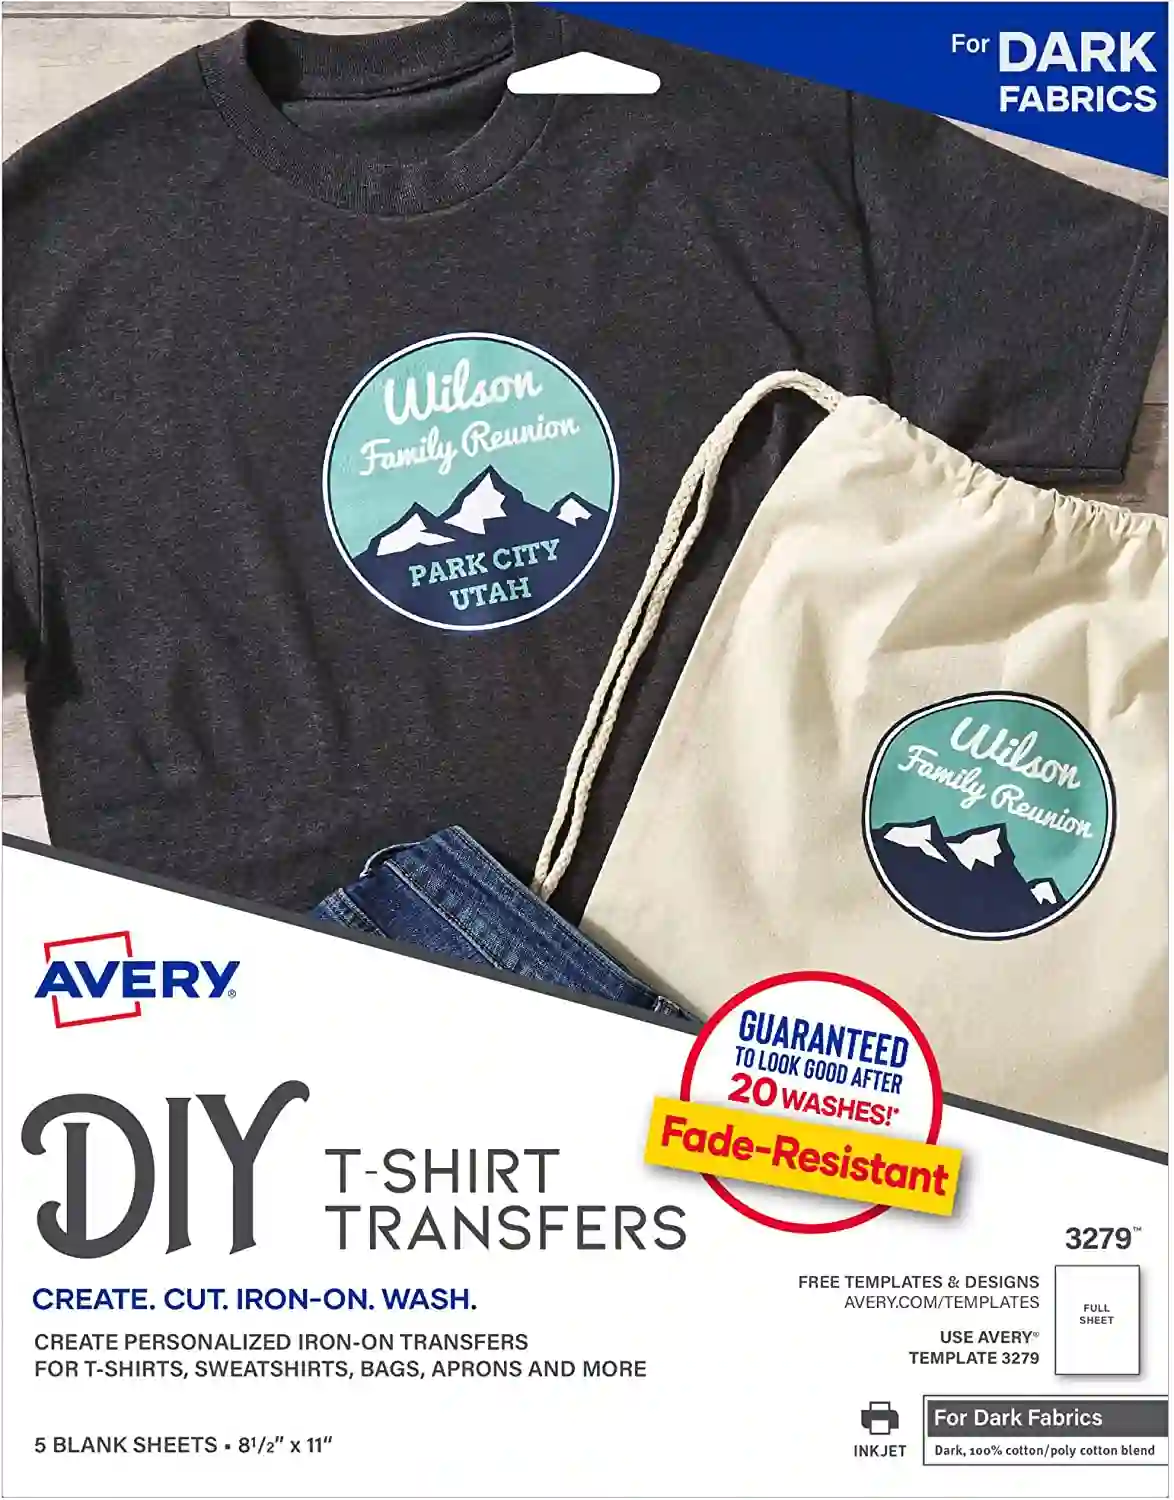 For DARK
FABRICS
Wilson
Family Reunion
PARK CITY
UTAH
Wilson
Family Reunion
AVERY®
GUARANTEED
TO LOOK GOOD AFTER
20 WASHES!*
Fade-Resistant
DIY T-SHIRT
TRANSFERS
3279™
CREATE. CUT. IRON-ON. WASH.
FREE TEMPLATES & DESIGNS
AVERY.COM/TEMPLATES
FULL
SHEET
USE AVERY®
TEMPLATE 3279
CREATE PERSONALIZED IRON-ON TRANSFERS
FOR T-SHIRTS, SWEATSHIRTS, BAGS, APRONS AND MORE
5 BLANK SHEETS • 8 1/2" x 11"
INKJET
For Dark Fabrics
Dark, 100% cotton/poly cotton blend